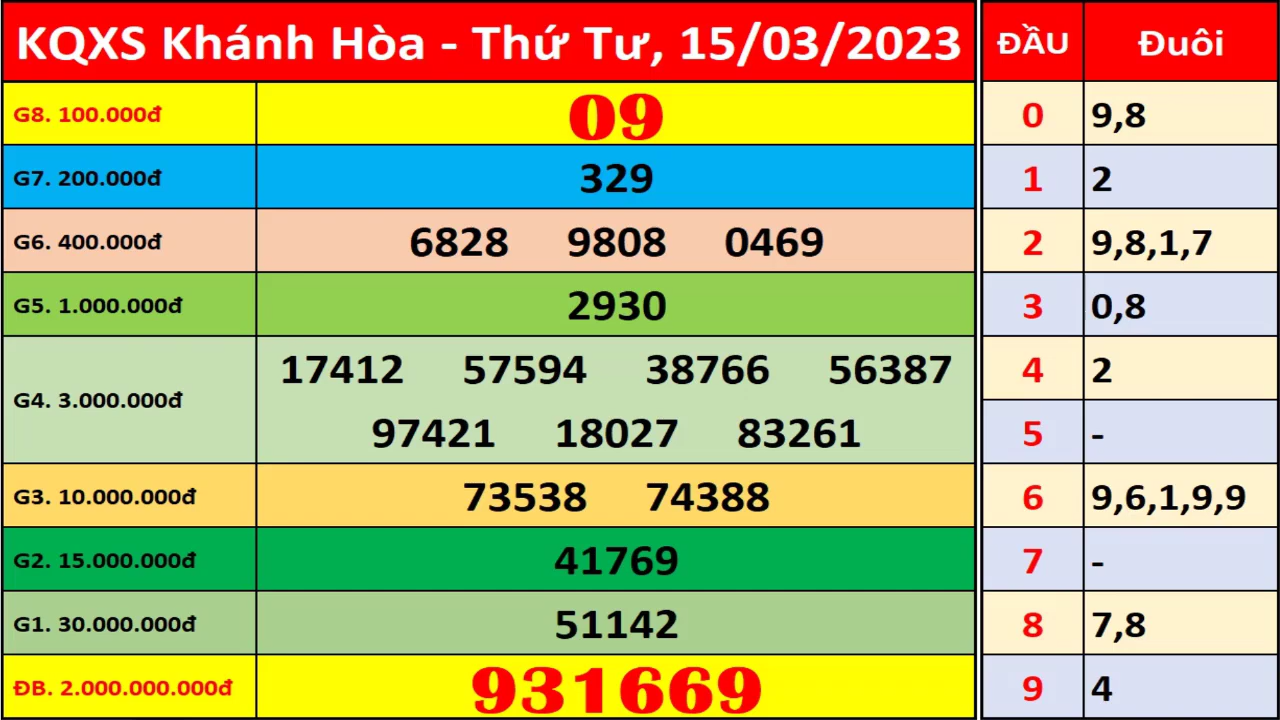 KQXS Khánh Hòa - Thứ Tư, 15/03/2023 ĐẦU Đuôi
G8. 100.000đ 09 0 9,8
G7. 200.000đ 329 1 2
G6. 400.000đ 6828 9808 0469 2 9,8,1,7
G5. 1.000.000đ 2930 3 0,8
17412 57594 38766 56387 4 2
G4. 3.000.000đ
97421 18027 83261 5 -
G3. 10.000.000đ 73538 74388 6 9,6,1,9,9
G2. 15.000.000đ 41769 7 -
G1. 30.000.000đ 51142 8 7,8
ĐB. 2.000.000.000đ 931669 9 4